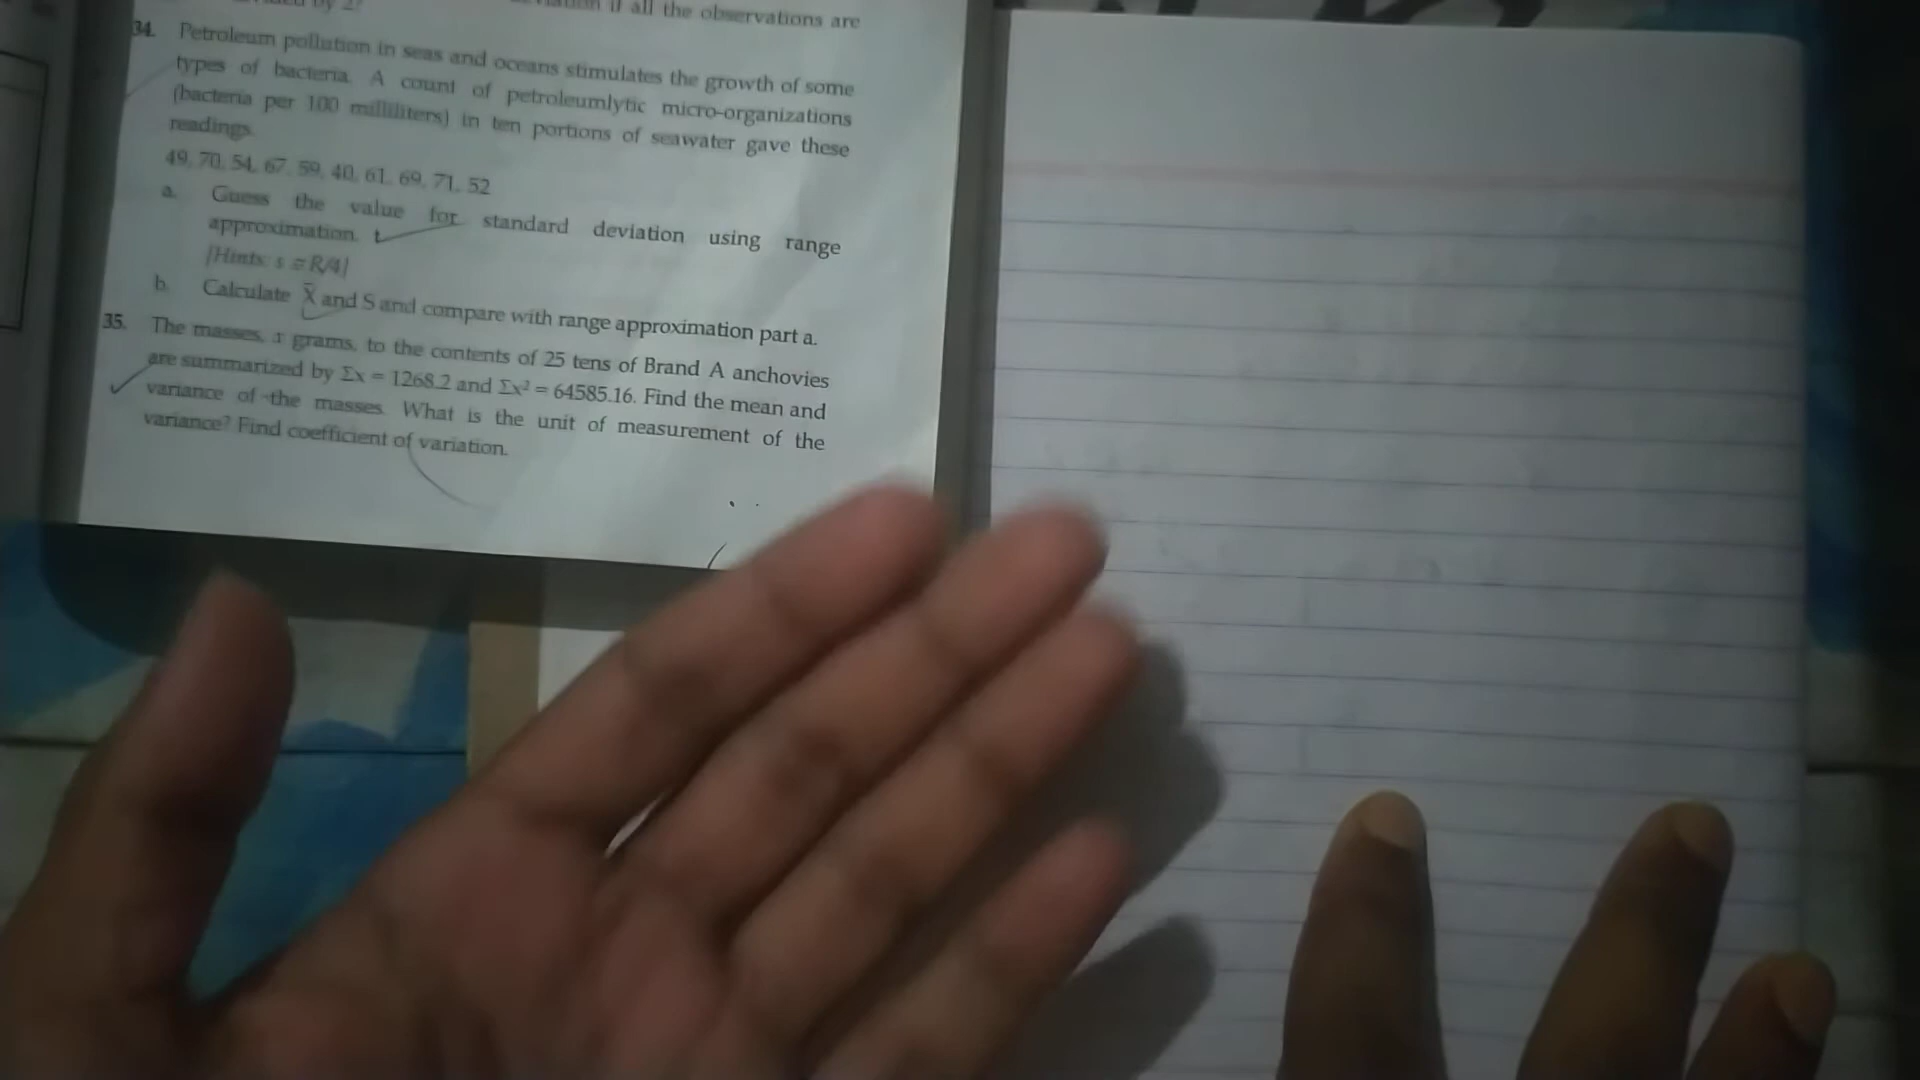 by 2?
if all the observations are
34. Petroleum pollution in seas and oceans stimulates the growth of some
types of bacteria. A count of petroleumlytic micro-organizations
(bacteria per 100 milliliters) in ten portions of seawater gave these
readings.
49, 70, 54, 67, 59, 40, 61, 69, 71, 52
a. Guess the value for standard deviation using range
approximation.
[Hints: s ≅ R/4]
b. Calculate X̄ and S and compare with range approximation part a.
35. The masses, x grams, to the contents of 25 tens of Brand A anchovies
are summarized by Σx = 1268.2 and Σx² = 64585.16. Find the mean and
variance of the masses. What is the unit of measurement of the
variance? Find coefficient of variation.